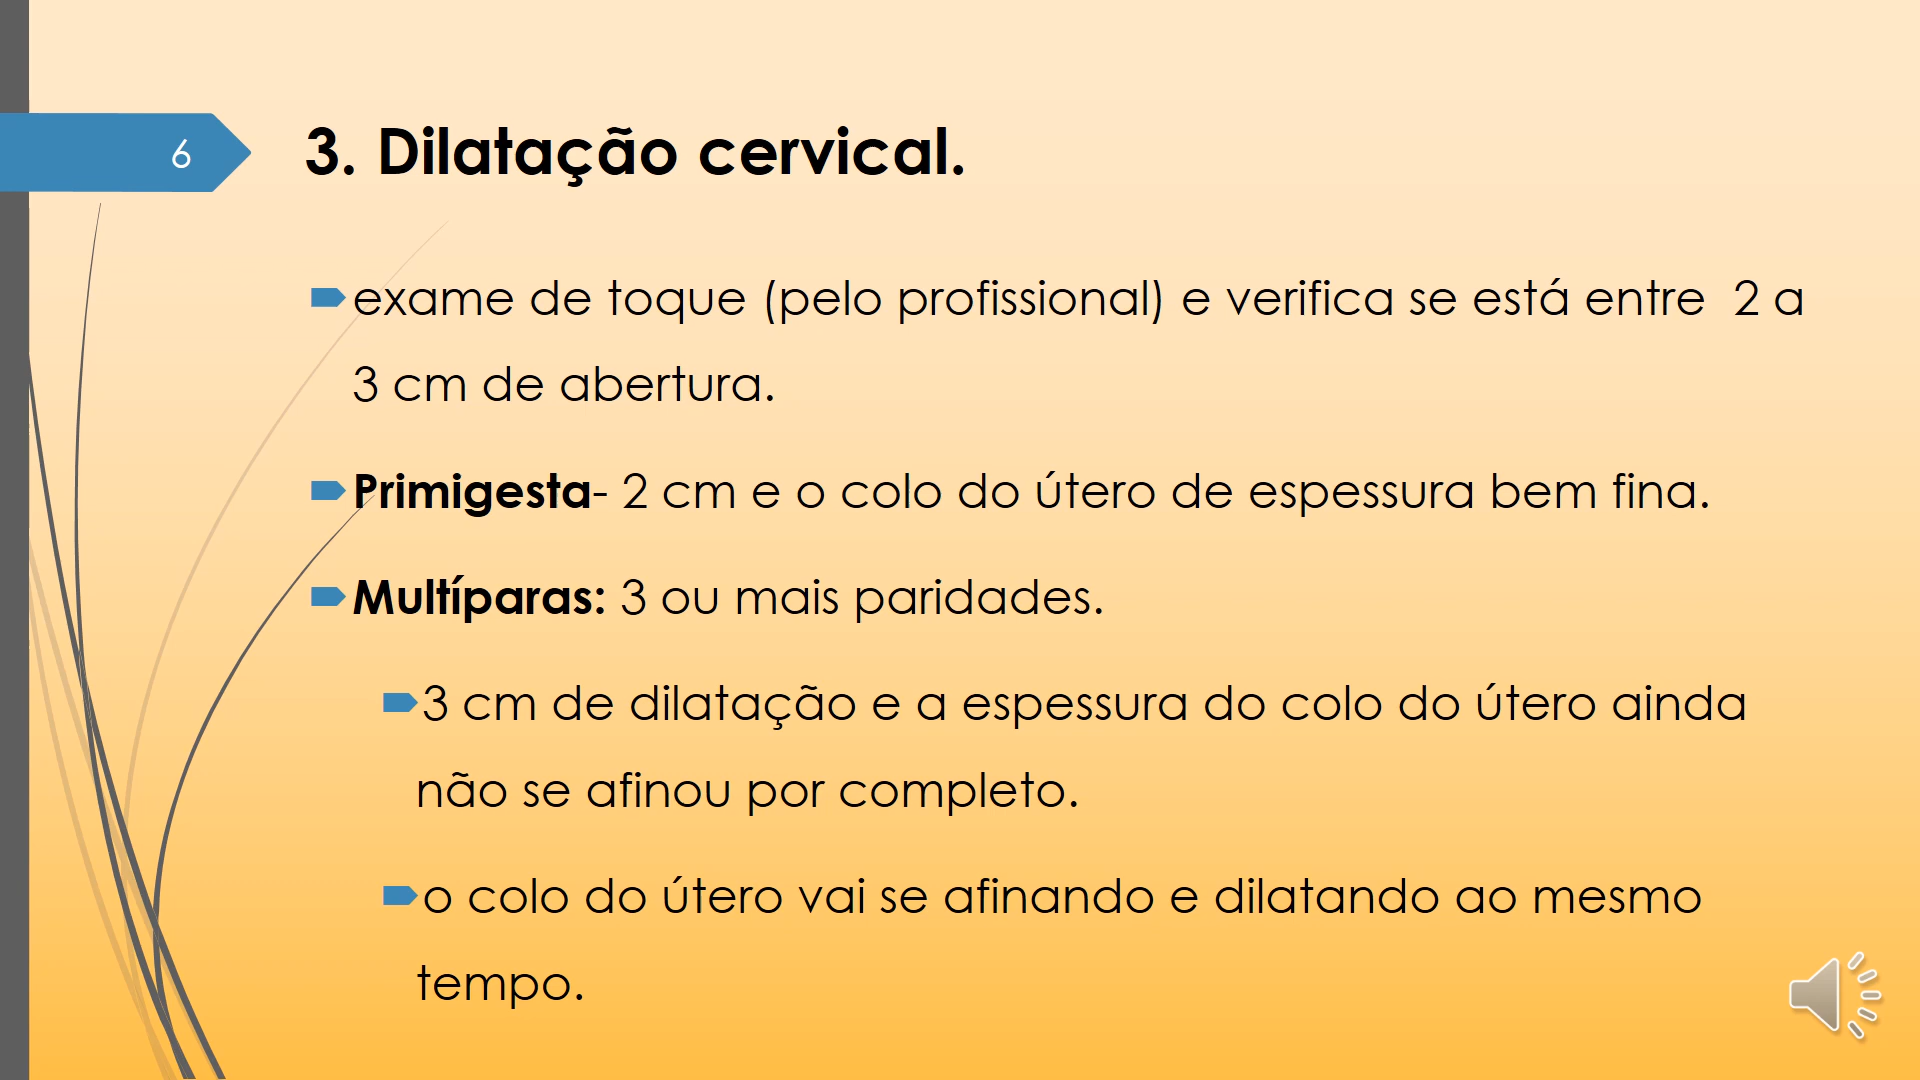 6
3. Dilatação cervical.
exame de toque (pelo profissional) e verifica se está entre  2 a
3 cm de abertura.
Primigesta- 2 cm e o colo do útero de espessura bem fina.
Multíparas: 3 ou mais paridades.
3 cm de dilatação e a espessura do colo do útero ainda
não se afinou por completo.
o colo do útero vai se afinando e dilatando ao mesmo
tempo.